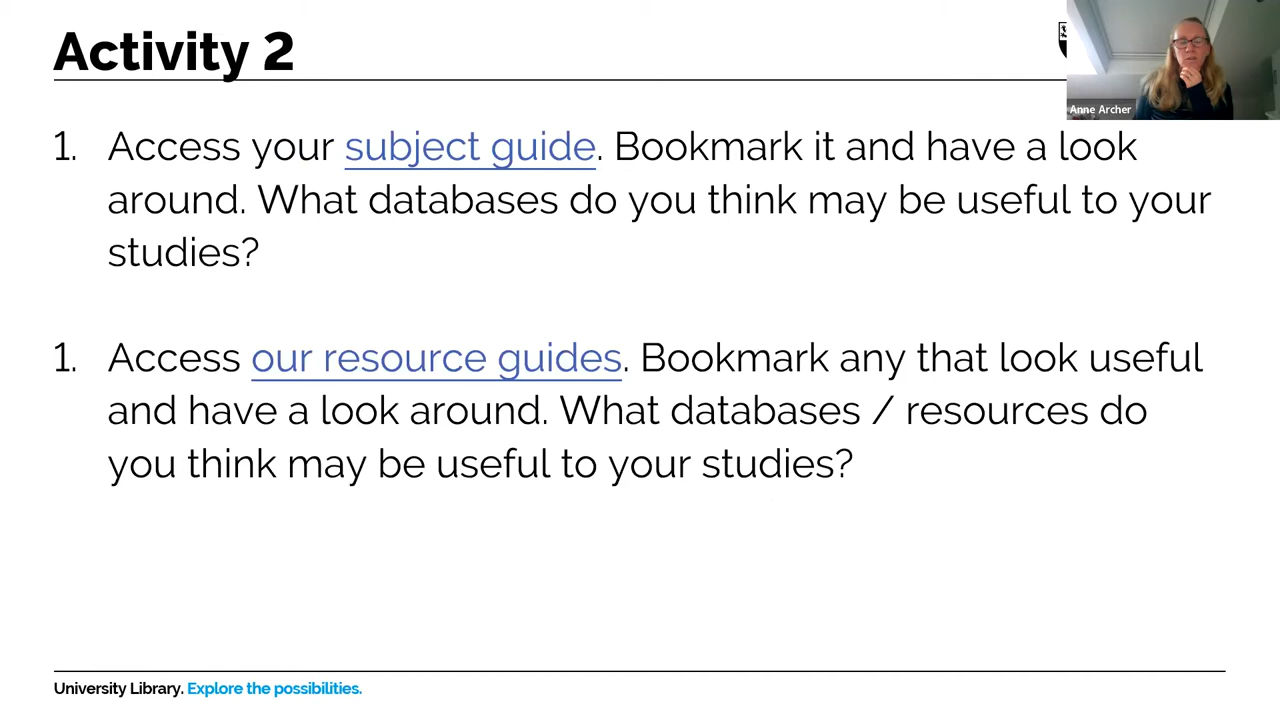 Activity 2
Anne Archer
1. Access your subject guide. Bookmark it and have a look
around. What databases do you think may be useful to your
studies?
1. Access our resource guides. Bookmark any that look useful
and have a look around. What databases / resources do
you think may be useful to your studies?
University Library. Explore the possibilities.